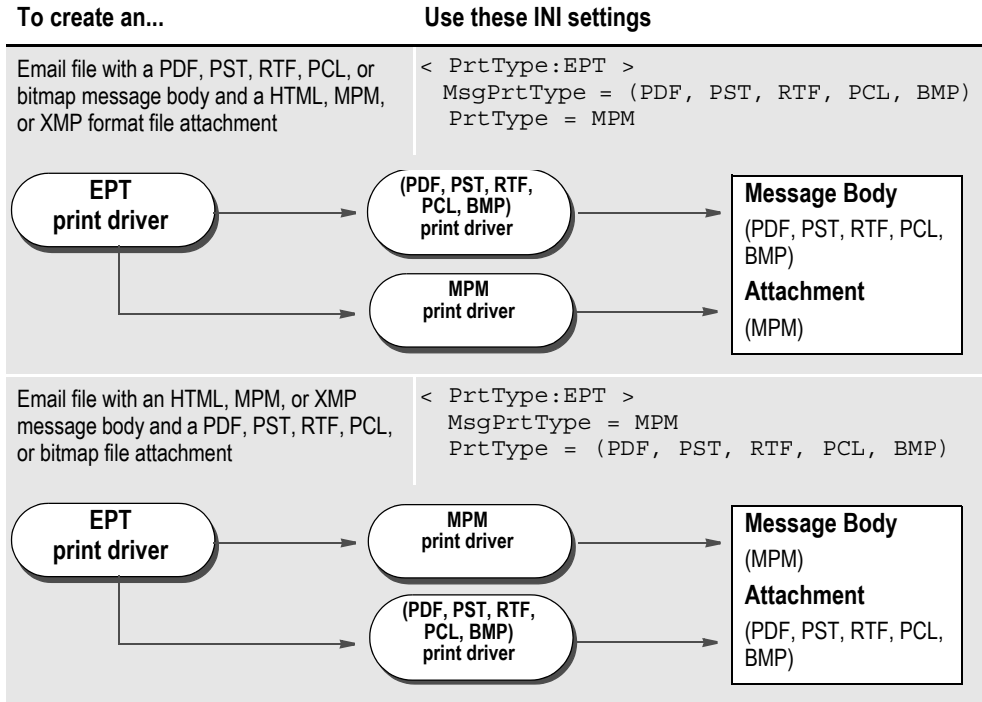 To create an...
Use these INI settings
Email file with a PDF, PST, RTF, PCL, or
bitmap message body and a HTML, MPM,
or XMP format file attachment
< PrtType:EPT >
MsgPrtType = (PDF, PST, RTF, PCL, BMP)
PrtType = MPM
EPT
print driver
(PDF, PST, RTF,
PCL, BMP)
print driver
MPM
print driver
Message Body
(PDF, PST, RTF, PCL,
BMP)
Attachment
(MPM)
Email file with an HTML, MPM, or XMP
message body and a PDF, PST, RTF, PCL,
or bitmap file attachment
< PrtType:EPT >
MsgPrtType = MPM
PrtType = (PDF, PST, RTF, PCL, BMP)
EPT
print driver
MPM
print driver
(PDF, PST, RTF,
PCL, BMP)
print driver
Message Body
(MPM)
Attachment
(PDF, PST, RTF, PCL,
BMP)